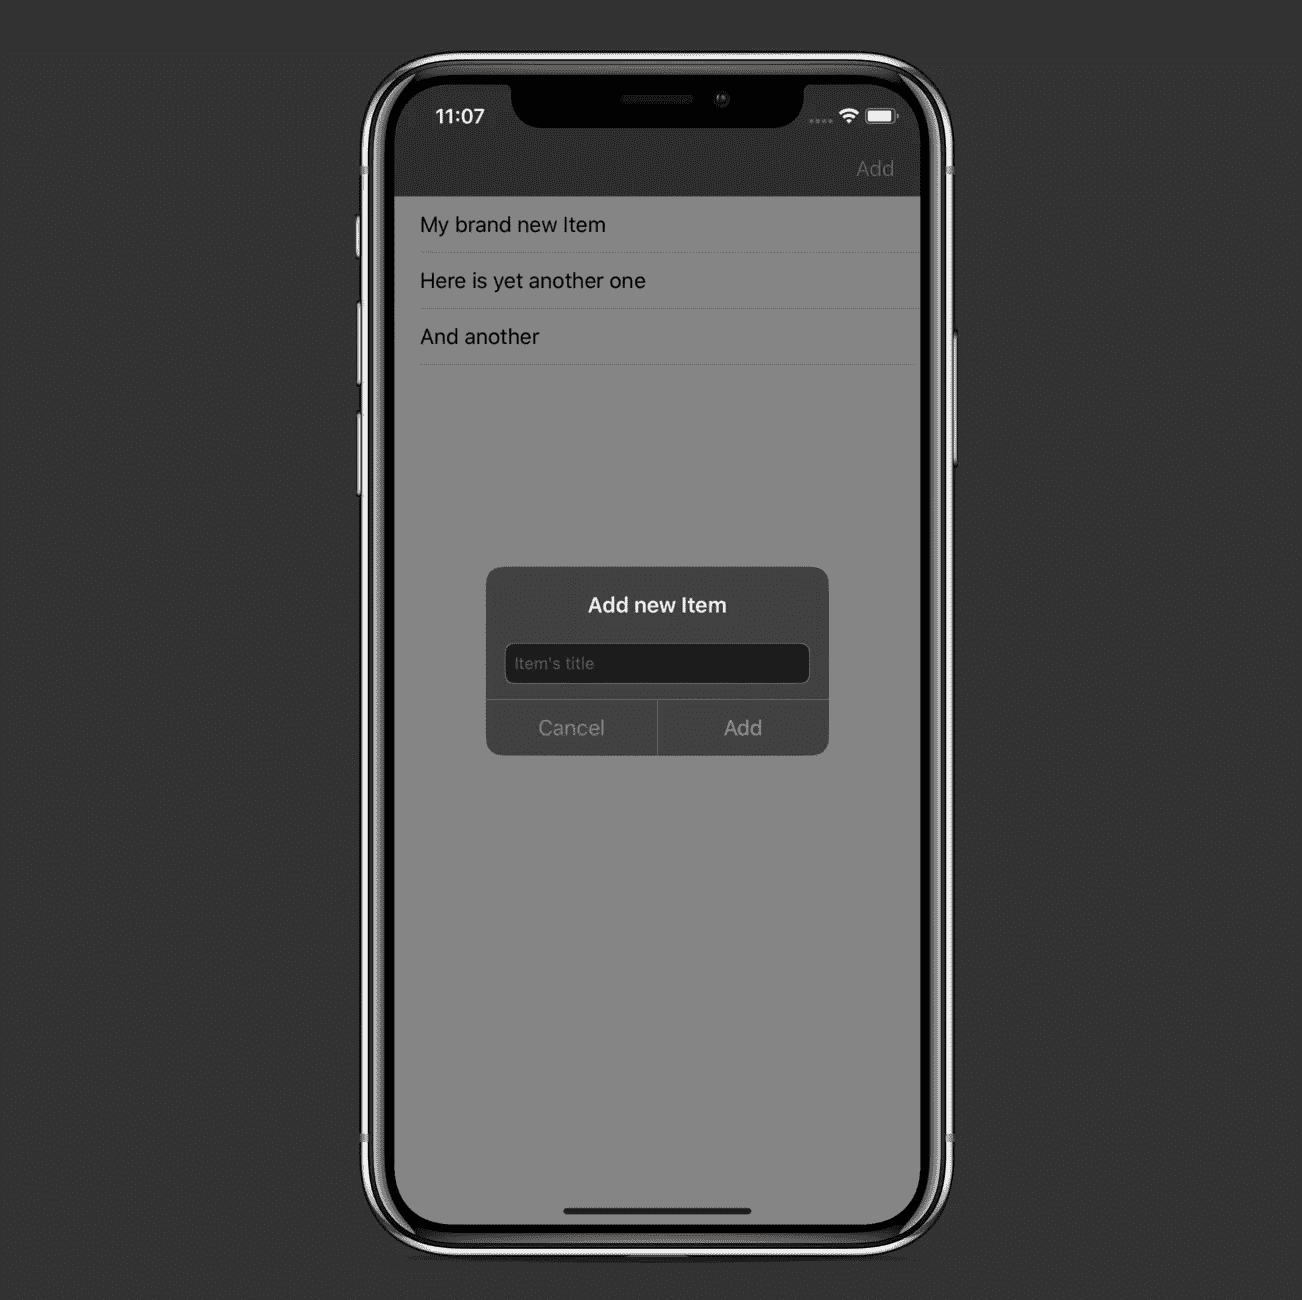 11:07
Add
My brand new Item
Here is yet another one
And another
Add new Item
Item's title
Cancel
Add